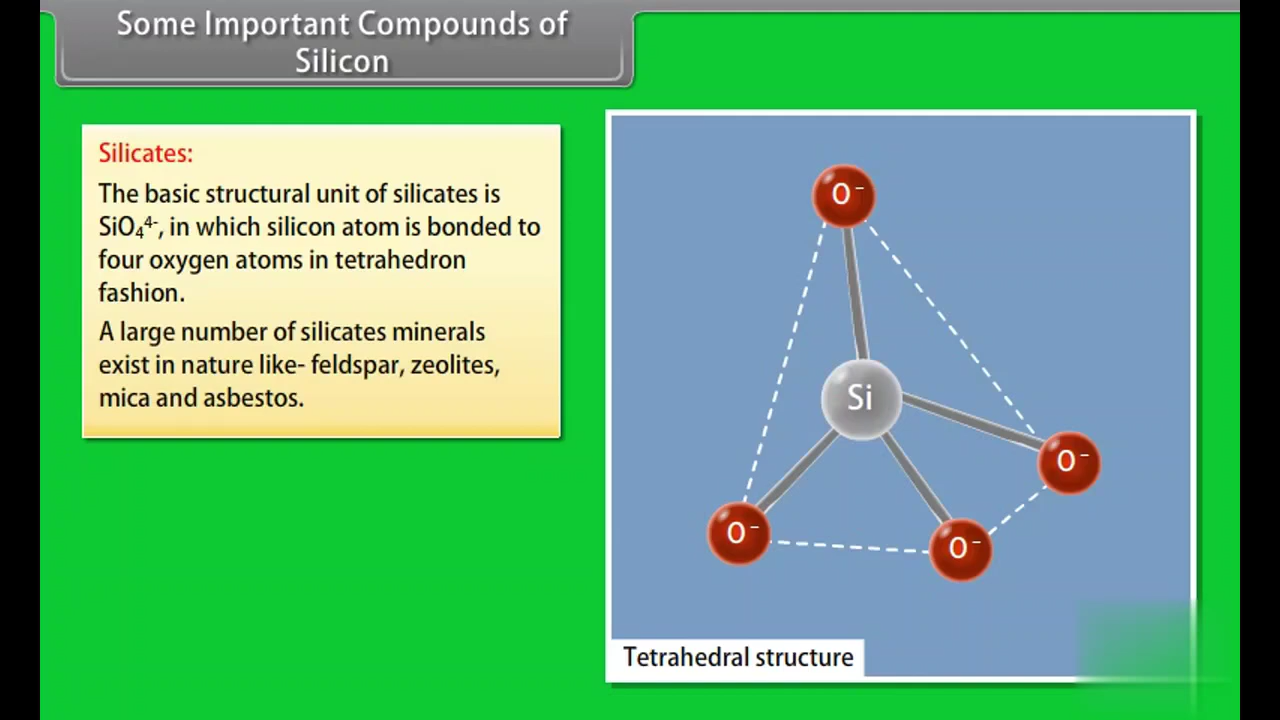 Some Important Compounds of
Silicon
Silicates:
The basic structural unit of silicates is
SiO₄⁴⁻, in which silicon atom is bonded to
four oxygen atoms in tetrahedron
fashion.
A large number of silicates minerals
exist in nature like- feldspar, zeolites,
mica and asbestos.
O⁻
Si
O⁻
O⁻
O⁻
Tetrahedral structure